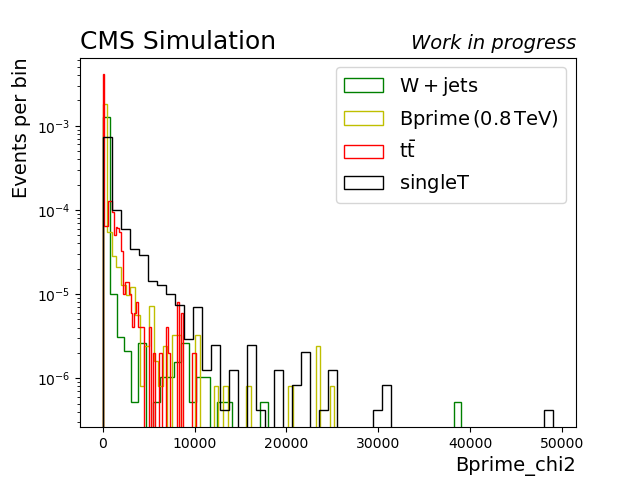 CMS Simulation
Work in progress
Events per bin
W + jets
Bprime (0.8 TeV)
tt̄
singleT
10⁻³
10⁻⁴
10⁻⁵
10⁻⁶
0 10000 20000 30000 40000 50000
Bprime_chi2